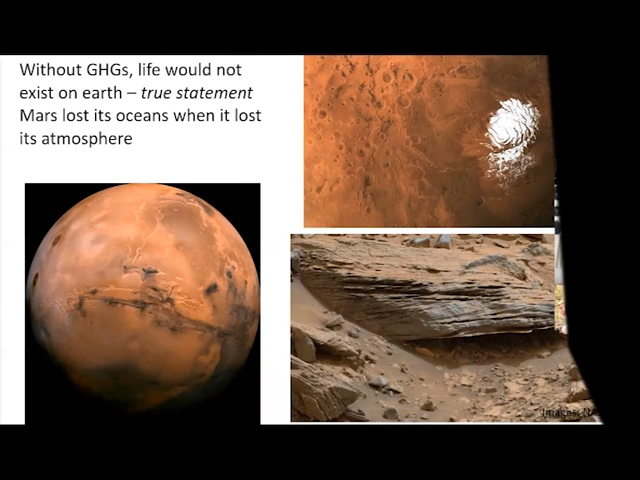 Without GHGs, life would not
exist on earth – true statement
Mars lost its oceans when it lost
its atmosphere
Images: